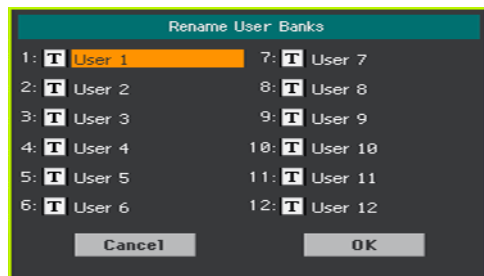 Rename User Banks
1: T User 1
2: T User 2
3: T User 3
4: T User 4
5: T User 5
6: T User 6
7: T User 7
8: T User 8
9: T User 9
10: T User 10
11: T User 11
12: T User 12
Cancel
OK